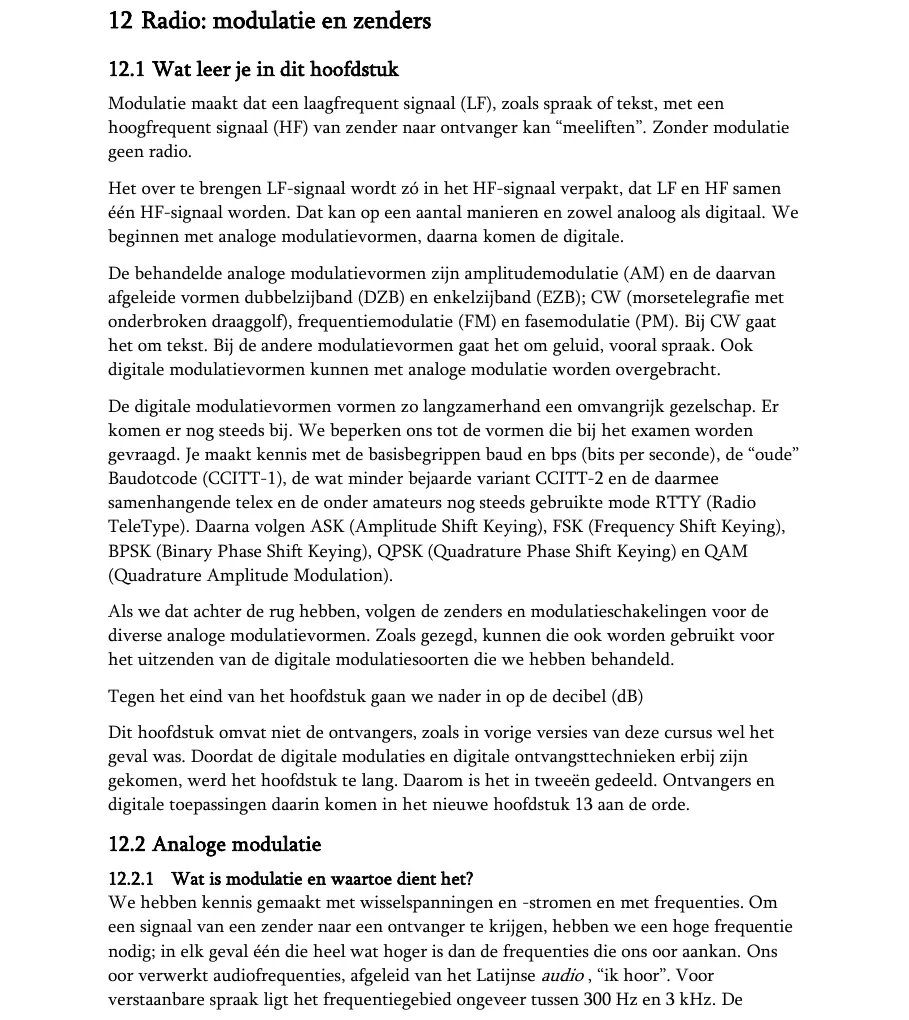 12 Radio: modulatie en zenders
12.1 Wat leer je in dit hoofdstuk
Modulatie maakt dat een laagfrequent signaal (LF), zoals spraak of tekst, met een
hoogfrequent signaal (HF) van zender naar ontvanger kan “meeliften”. Zonder modulatie
geen radio.
Het over te brengen LF-signaal wordt zó in het HF-signaal verpakt, dat LF en HF samen
één HF-signaal worden. Dat kan op een aantal manieren en zowel analoog als digitaal. We
beginnen met analoge modulatievormen, daarna komen de digitale.
De behandelde analoge modulatievormen zijn amplitudemodulatie (AM) en de daarvan
afgeleide vormen dubbelzijband (DZB) en enkelzijband (EZB); CW (morsetelegrafie met
onderbroken draaggolf), frequentiemodulatie (FM) en fasemodulatie (PM). Bij CW gaat
het om tekst. Bij de andere modulatievormen gaat het om geluid, vooral spraak. Ook
digitale modulatievormen kunnen met analoge modulatie worden overgebracht.
De digitale modulatievormen vormen zo langzamerhand een omvangrijk gezelschap. Er
komen er nog steeds bij. We beperken ons tot de vormen die bij het examen worden
gevraagd. Je maakt kennis met de basisbegrippen baud en bps (bits per seconde), de “oude”
Baudotcode (CCITT-1), de wat minder bejaarde variant CCITT-2 en de daarmee
samenhangende telex en de onder amateurs nog steeds gebruikte mode RTTY (Radio
TeleType). Daarna volgen ASK (Amplitude Shift Keying), FSK (Frequency Shift Keying),
BPSK (Binary Phase Shift Keying), QPSK (Quadrature Phase Shift Keying) en QAM
(Quadrature Amplitude Modulation).
Als we dat achter de rug hebben, volgen de zenders en modulatieschakelingen voor de
diverse analoge modulatievormen. Zoals gezegd, kunnen die ook worden gebruikt voor
het uitzenden van de digitale modulatiesoorten die we hebben behandeld.
Tegen het eind van het hoofdstuk gaan we nader in op de decibel (dB)
Dit hoofdstuk omvat niet de ontvangers, zoals in vorige versies van deze cursus wel het
geval was. Doordat de digitale modulaties en digitale ontvangsttechnieken erbij zijn
gekomen, werd het hoofdstuk te lang. Daarom is het in tweeën gedeeld. Ontvangers en
digitale toepassingen daarin komen in het nieuwe hoofdstuk 13 aan de orde.
12.2 Analoge modulatie
12.2.1 Wat is modulatie en waartoe dient het?
We hebben kennis gemaakt met wisselspanningen en -stromen en met frequenties. Om
een signaal van een zender naar een ontvanger te krijgen, hebben we een hoge frequentie
nodig; in elk geval één die heel wat hoger is dan de frequenties die ons oor aankan. Ons
oor verwerkt audiofrequenties, afgeleid van het Latijnse audio , “ik hoor”. Voor
verstaanbare spraak ligt het frequentiegebied ongeveer tussen 300 Hz en 3 kHz. De